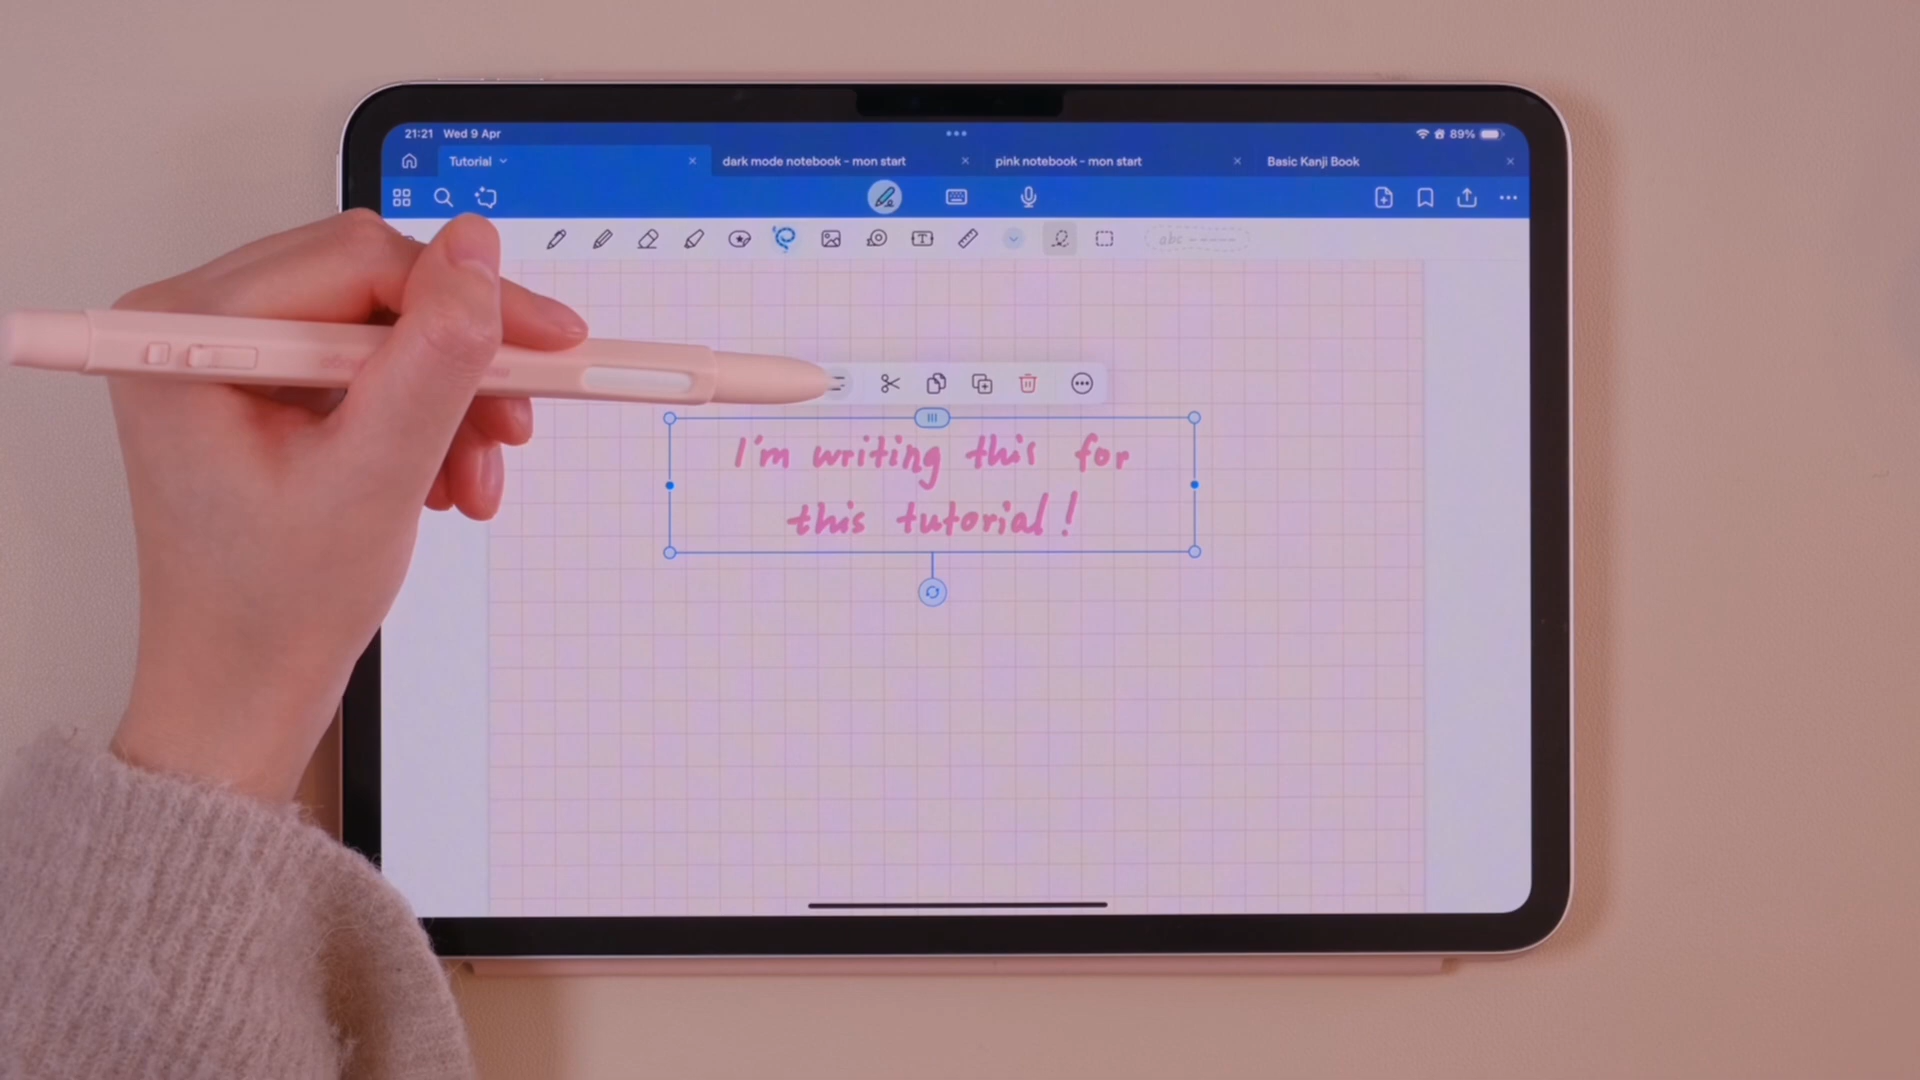 21:21 Wed 9 Apr
89%
Tutorial
dark mode notebook - mon start
pink notebook - mon start
Basic Kanji Book
abc
I'm writing this for
this tutorial!